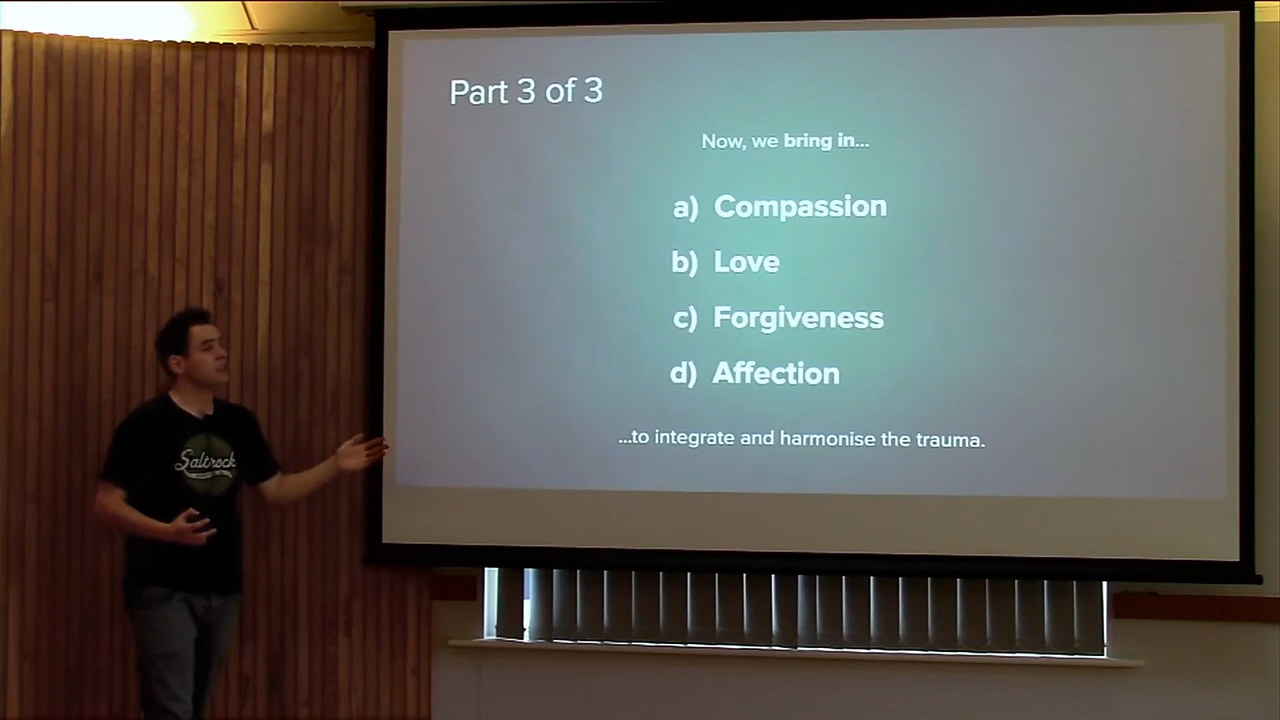 Part 3 of 3
Now, we bring in...
a) Compassion
b) Love
c) Forgiveness
d) Affection
...to integrate and harmonise the trauma.
Saltrock